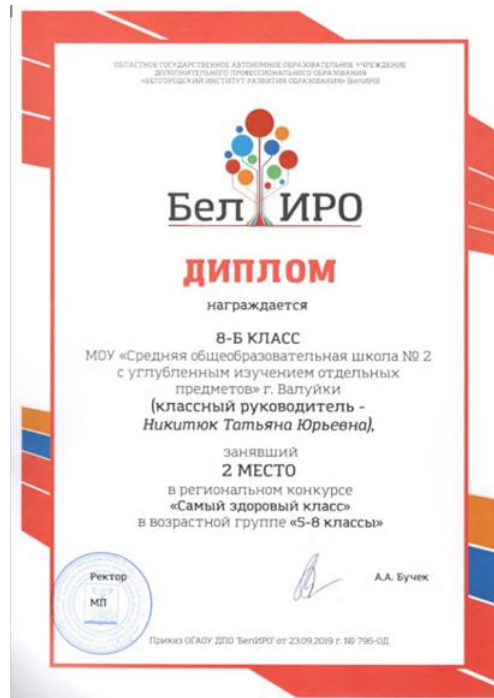 ОБЛАСТНОЕ ГОСУДАРСТВЕННОЕ АВТОНОМНОЕ ОБРАЗОВАТЕЛЬНОЕ УЧРЕЖДЕНИЕ
ДОПОЛНИТЕЛЬНОГО ПРОФЕССИОНАЛЬНОГО ОБРАЗОВАНИЯ
«БЕЛГОРОДСКИЙ ИНСТИТУТ РАЗВИТИЯ ОБРАЗОВАНИЯ» (БелИРО)
Бел ИРО
ДИПЛОМ
награждается
8-Б КЛАСС
МОУ «Средняя общеобразовательная школа № 2
с углубленным изучением отдельных
предметов» г. Валуйки
(классный руководитель -
Никитюк Татьяна Юрьевна),
занявший
2 МЕСТО
в региональном конкурсе
«Самый здоровый класс»
в возрастной группе «5-8 классы»
Ректор
А.А. Бучек
МП
Приказ ОГАОУ ДПО "БелИРО" от 23.09.2019 г. № 796-ОД